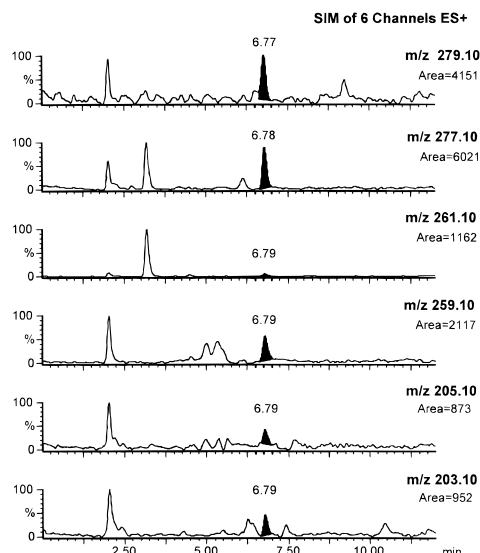 SIM of 6 Channels ES+
6.77
m/z 279.10
Area=4151
100
%
0
6.78
m/z 277.10
Area=6021
100
%
0
m/z 261.10
Area=1162
6.79
100
%
0
m/z 259.10
Area=2117
6.79
100
%
0
m/z 205.10
Area=873
6.79
100
%
0
m/z 203.10
Area=952
6.79
100
%
0
2.50 5.00 7.50 10.00 min